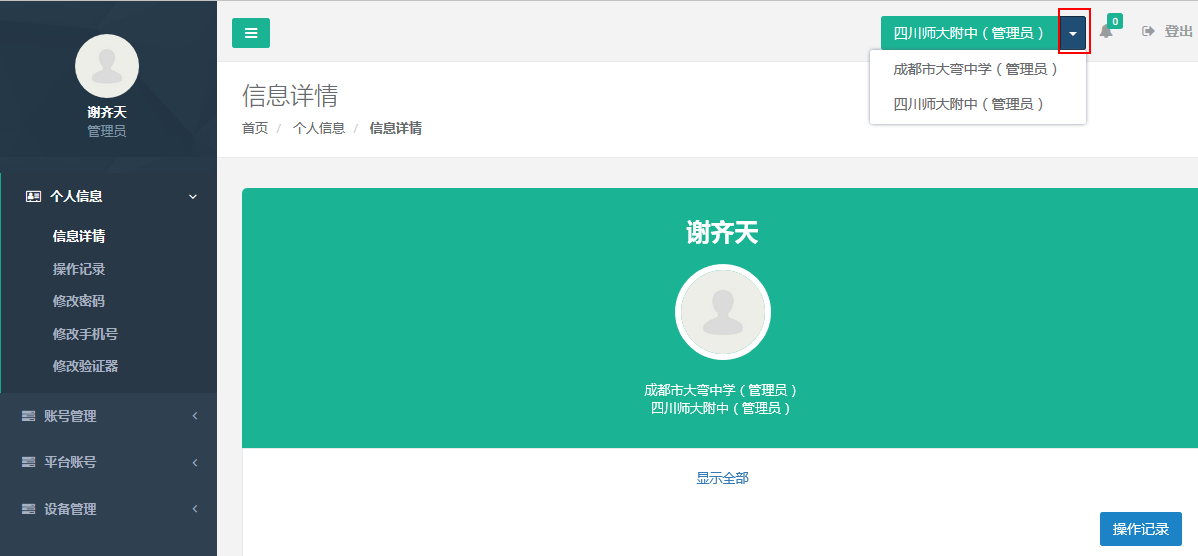 谢齐天
管理员
个人信息
信息详情
操作记录
修改密码
修改手机号
修改验证器
账号管理
平台账号
设备管理
四川师大附中（管理员）
0
登出
成都市大弯中学（管理员）
四川师大附中（管理员）
信息详情
首页 / 个人信息 / 信息详情
谢齐天
成都市大弯中学（管理员）
四川师大附中（管理员）
显示全部
操作记录